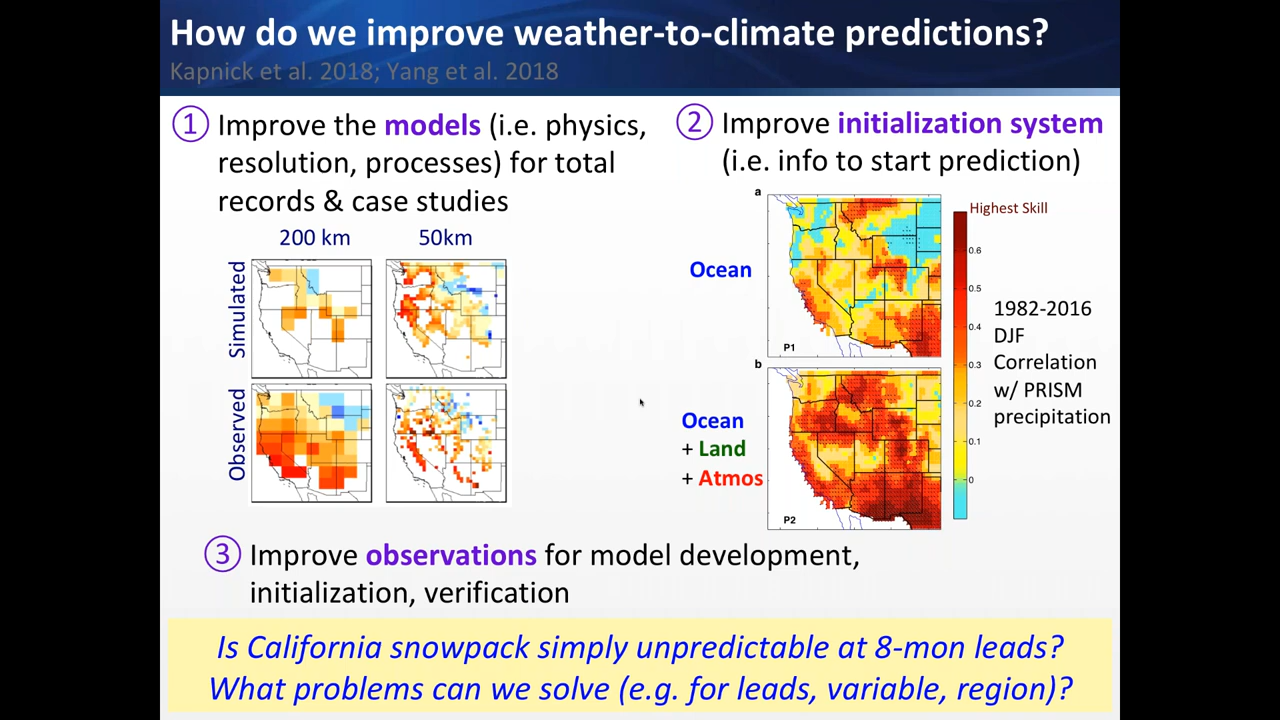 How do we improve weather-to-climate predictions?
Kapnick et al. 2018; Yang et al. 2018
① Improve the models (i.e. physics,
resolution, processes) for total
records & case studies
200 km 50km
Simulated
Observed
② Improve initialization system
(i.e. info to start prediction)
a
Ocean
P1
b
Ocean
+ Land
+ Atmos
P2
Highest Skill
0.6
0.5
0.4
0.3
0.2
0.1
0
1982-2016
DJF
Correlation
w/ PRISM
precipitation
③ Improve observations for model development,
initialization, verification
Is California snowpack simply unpredictable at 8-mon leads?
What problems can we solve (e.g. for leads, variable, region)?